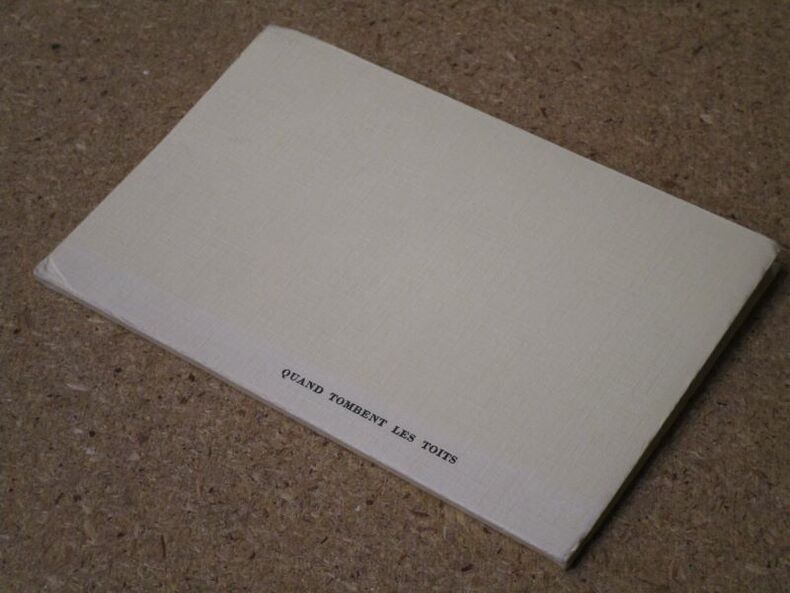 QUAND TOMBENT LES TOITS